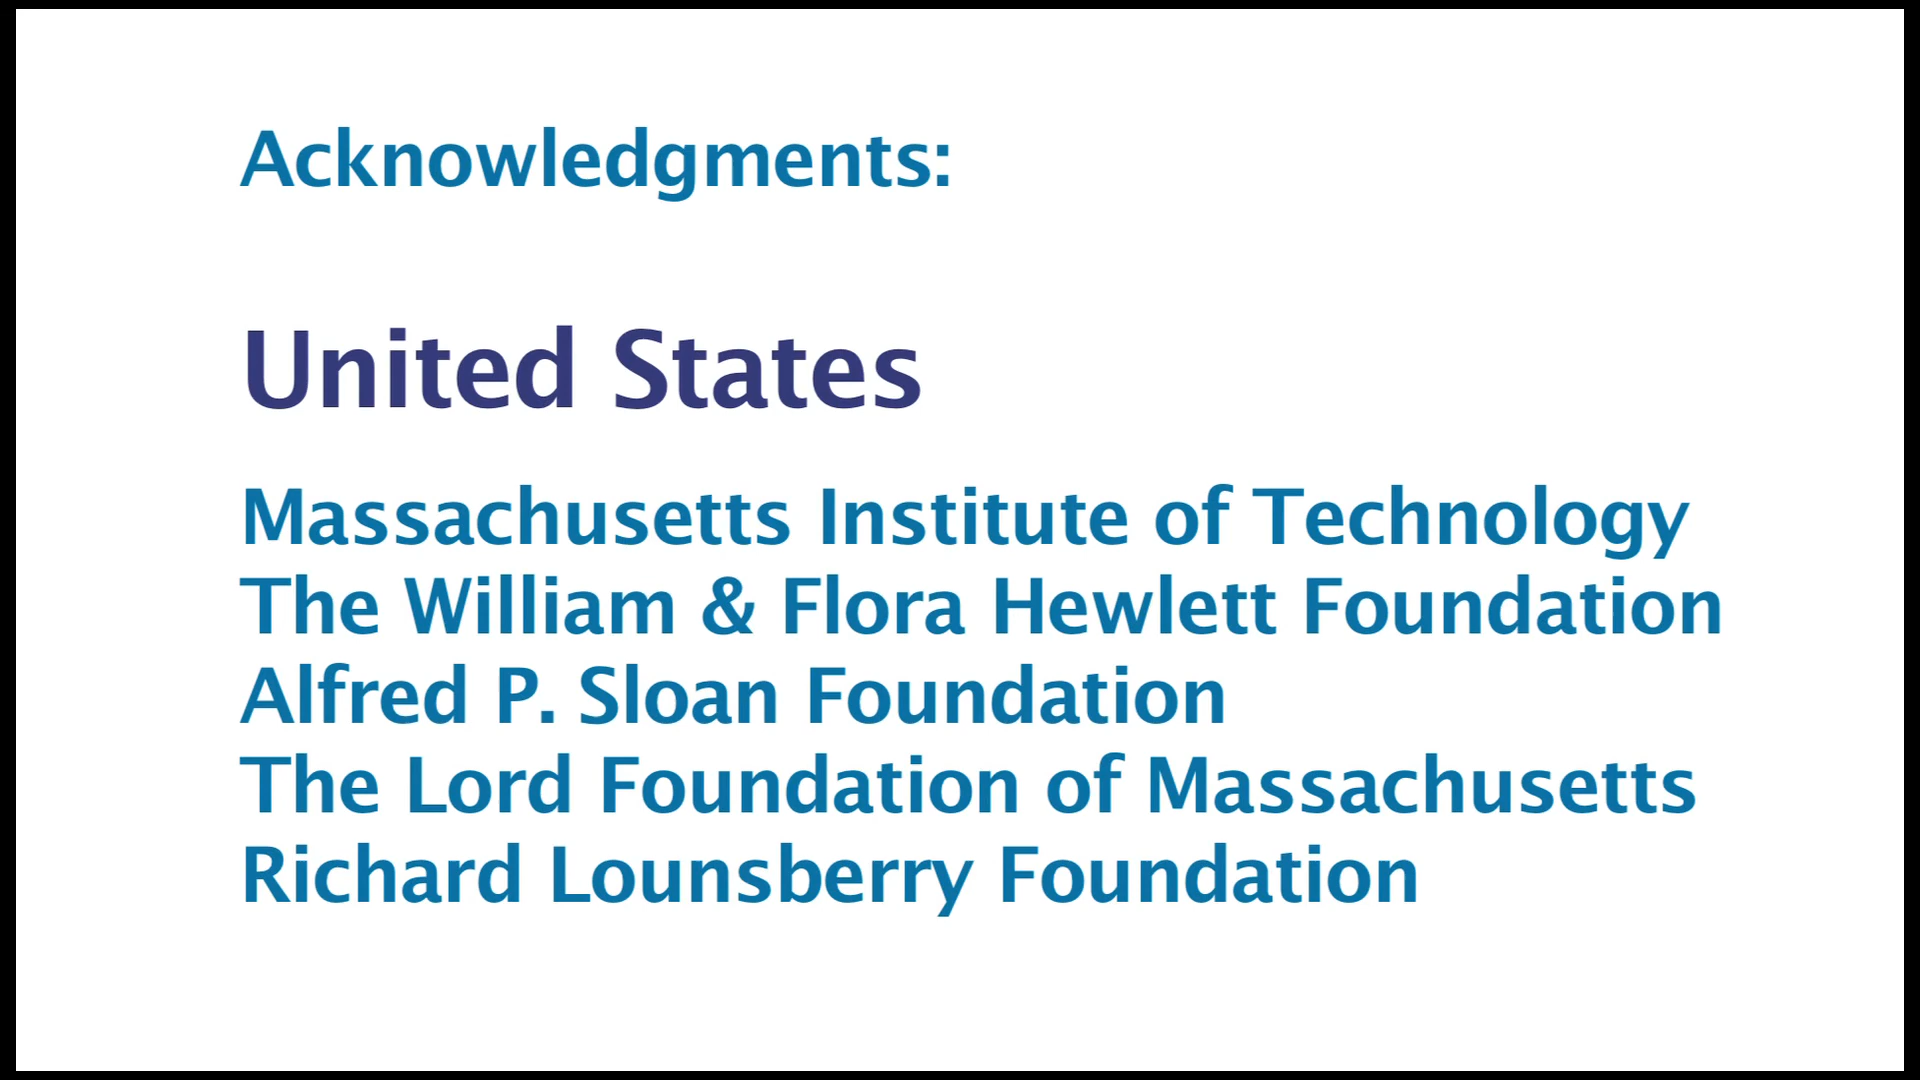 Acknowledgments:
United States
Massachusetts Institute of Technology
The William & Flora Hewlett Foundation
Alfred P. Sloan Foundation
The Lord Foundation of Massachusetts
Richard Lounsberry Foundation